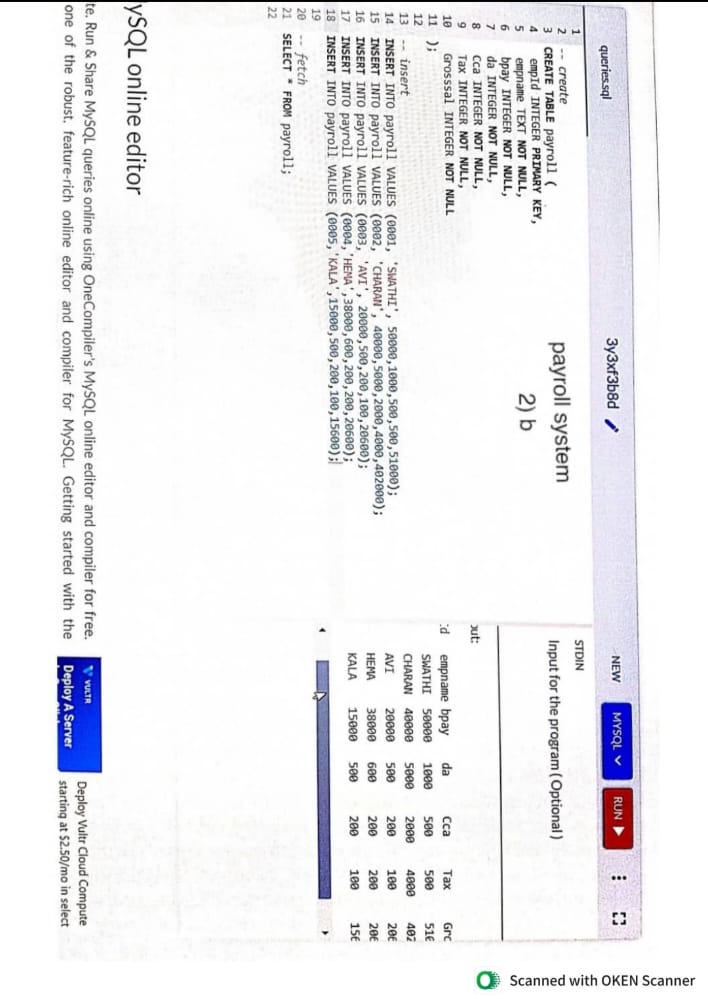 queries.sql
3y3xf3b8d
NEW
MYSQL
RUN
payroll system
2) b
1
2 -- create
3 CREATE TABLE payroll (
4 empId INTEGER PRIMARY KEY,
5 empname TEXT NOT NULL,
6 bpay INTEGER NOT NULL,
7 da INTEGER NOT NULL,
8 Cca INTEGER NOT NULL,
9 Tax INTEGER NOT NULL,
10 Grosssal INTEGER NOT NULL
11 );
12
13 -- insert
14 INSERT INTO payroll VALUES (0001, 'SWATHI', 50000,1000,500,500,51000);
15 INSERT INTO payroll VALUES (0002, 'CHARAN', 40000,5000,2000,4000,402000);
16 INSERT INTO payroll VALUES (0003, 'AVI', 20000,500,200,100,20600);
17 INSERT INTO payroll VALUES (0004,'HEMA',38000,600,200,200,20600);
18 INSERT INTO payroll VALUES (0005,'KALA',15000,500,200,100,15600);
19
20 -- fetch
21 SELECT * FROM payroll;
22
STDIN
Input for the program (Optional)
out:
:d empname bpay da Cca Tax Gro
SWATHI 50000 1000 500 500 510
CHARAN 40000 5000 2000 4000 402
AVI 20000 500 200 100 206
HEMA 38000 600 200 200 206
KALA 15000 500 200 100 156
ySQL online editor
te. Run & Share MySQL queries online using OneCompiler's MySQL online editor and compiler for free.
one of the robust, feature-rich online editor and compiler for MySQL. Getting started with the
VULTR
Deploy A Server
Deploy Vultr Cloud Compute
starting at $2.50/mo in select
Scanned with OKEN Scanner